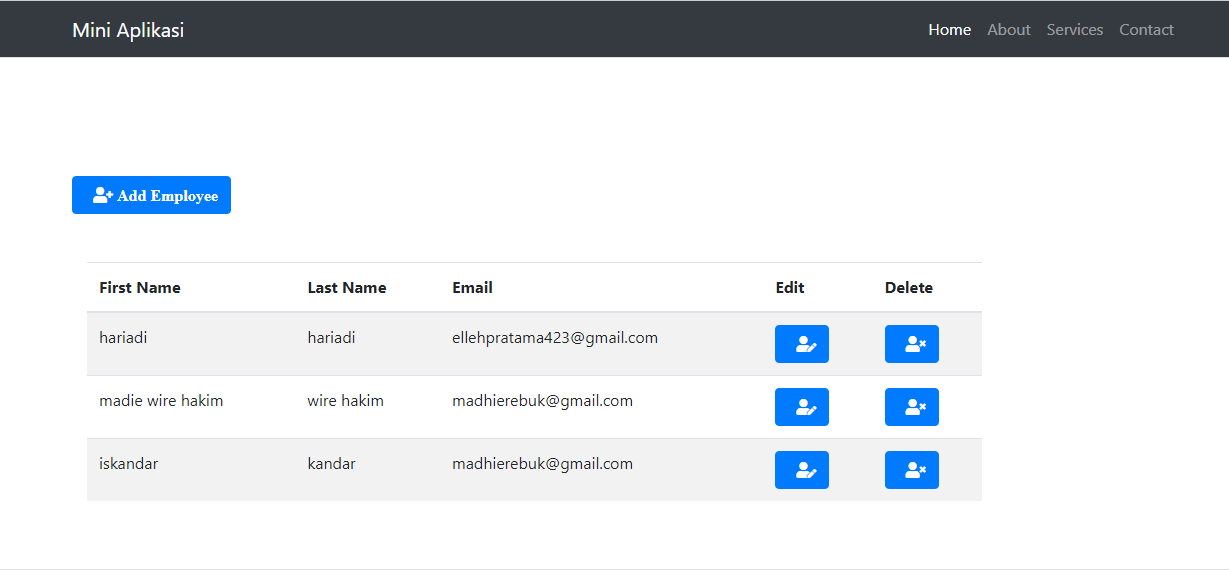 Mini Aplikasi Home About Services Contact
Add Employee
First Name Last Name Email Edit Delete
hariadi hariadi ellehpratama423@gmail.com
madie wire hakim wire hakim madhierebuk@gmail.com
iskandar kandar madhierebuk@gmail.com